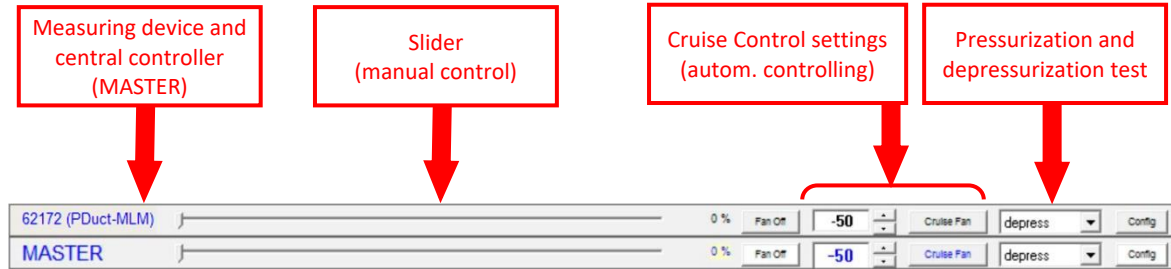 Measuring device and
central controller
(MASTER)
Slider
(manual control)
Cruise Control settings
(autom. controlling)
Pressurization and
depressurization test
62172 (PDuct-MLM) 0 % Fan Off -50 Cruise Fan depress Config
MASTER 0 % Fan Off -50 Cruise Fan depress Config